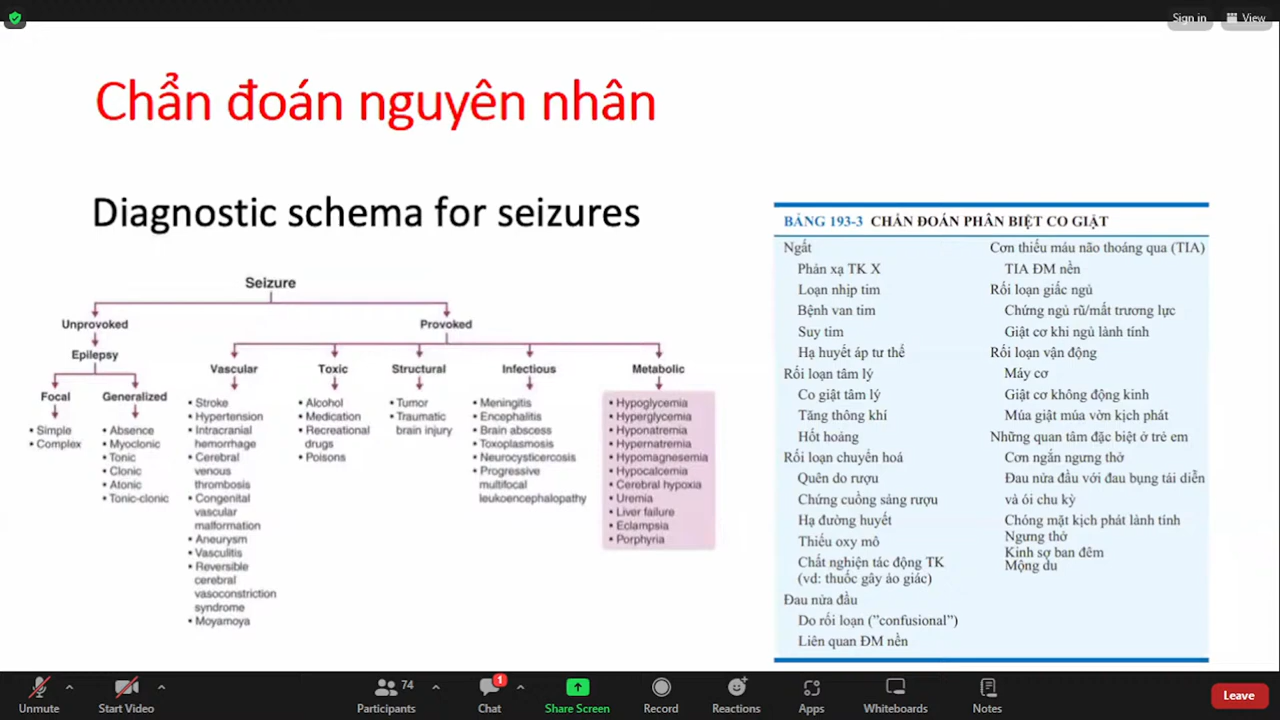 Sign in
View
Chẩn đoán nguyên nhân
Diagnostic schema for seizures
Seizure
Unprovoked
Provoked
Epilepsy
Focal
Generalized
• Simple
• Complex
• Absence
• Myoclonic
• Tonic
• Clonic
• Atonic
• Tonic-clonic
Vascular
• Stroke
• Hypertension
• Intracranial
hemorrhage
• Cerebral
venous
thrombosis
• Congenital
vascular
malformation
• Aneurysm
• Vasculitis
• Reversible
cerebral
vasoconstriction
syndrome
• Moyamoya
Toxic
• Alcohol
• Medication
• Recreational
drugs
• Poisons
Structural
• Tumor
• Traumatic
brain injury
Infectious
• Meningitis
• Encephalitis
• Brain abscess
• Toxoplasmosis
• Neurocysticercosis
• Progressive
multifocal
leukoencephalopathy
Metabolic
• Hypoglycemia
• Hyperglycemia
• Hyponatremia
• Hypernatremia
• Hypomagnesemia
• Hypocalcemia
• Cerebral hypoxia
• Uremia
• Liver failure
• Eclampsia
• Porphyria
BẢNG 193-3 CHẨN ĐOÁN PHÂN BIỆT CO GIẬT
Ngất
Phản xạ TK X
Loạn nhịp tim
Bệnh van tim
Suy tim
Hạ huyết áp tư thế
Rối loạn tâm lý
Co giật tâm lý
Tăng thông khí
Hốt hoảng
Rối loạn chuyển hoá
Quên do rượu
Chứng cuồng sảng rượu
Hạ đường huyết
Thiếu oxy mô
Chất nghiện tác động TK
(vd: thuốc gây ảo giác)
Đau nửa đầu
Do rối loạn (”confusional”)
Liên quan ĐM nền
Cơn thiếu máu não thoáng qua (TIA)
TIA ĐM nền
Rối loạn giấc ngủ
Chứng ngủ rũ/mất trương lực
Giật cơ khi ngủ lành tính
Rối loạn vận động
Máy cơ
Giật cơ không động kinh
Múa giật múa vờn kịch phát
Những quan tâm đặc biệt ở trẻ em
Cơn ngắn ngưng thở
Đau nửa đầu với đau bụng tái diễn
và ói chu kỳ
Chóng mặt kịch phát lành tính
Ngưng thở
Kinh sợ ban đêm
Mộng du
Unmute
Start Video
74
Participants
1
Chat
Share Screen
Record
Reactions
Apps
Whiteboards
Notes
Leave